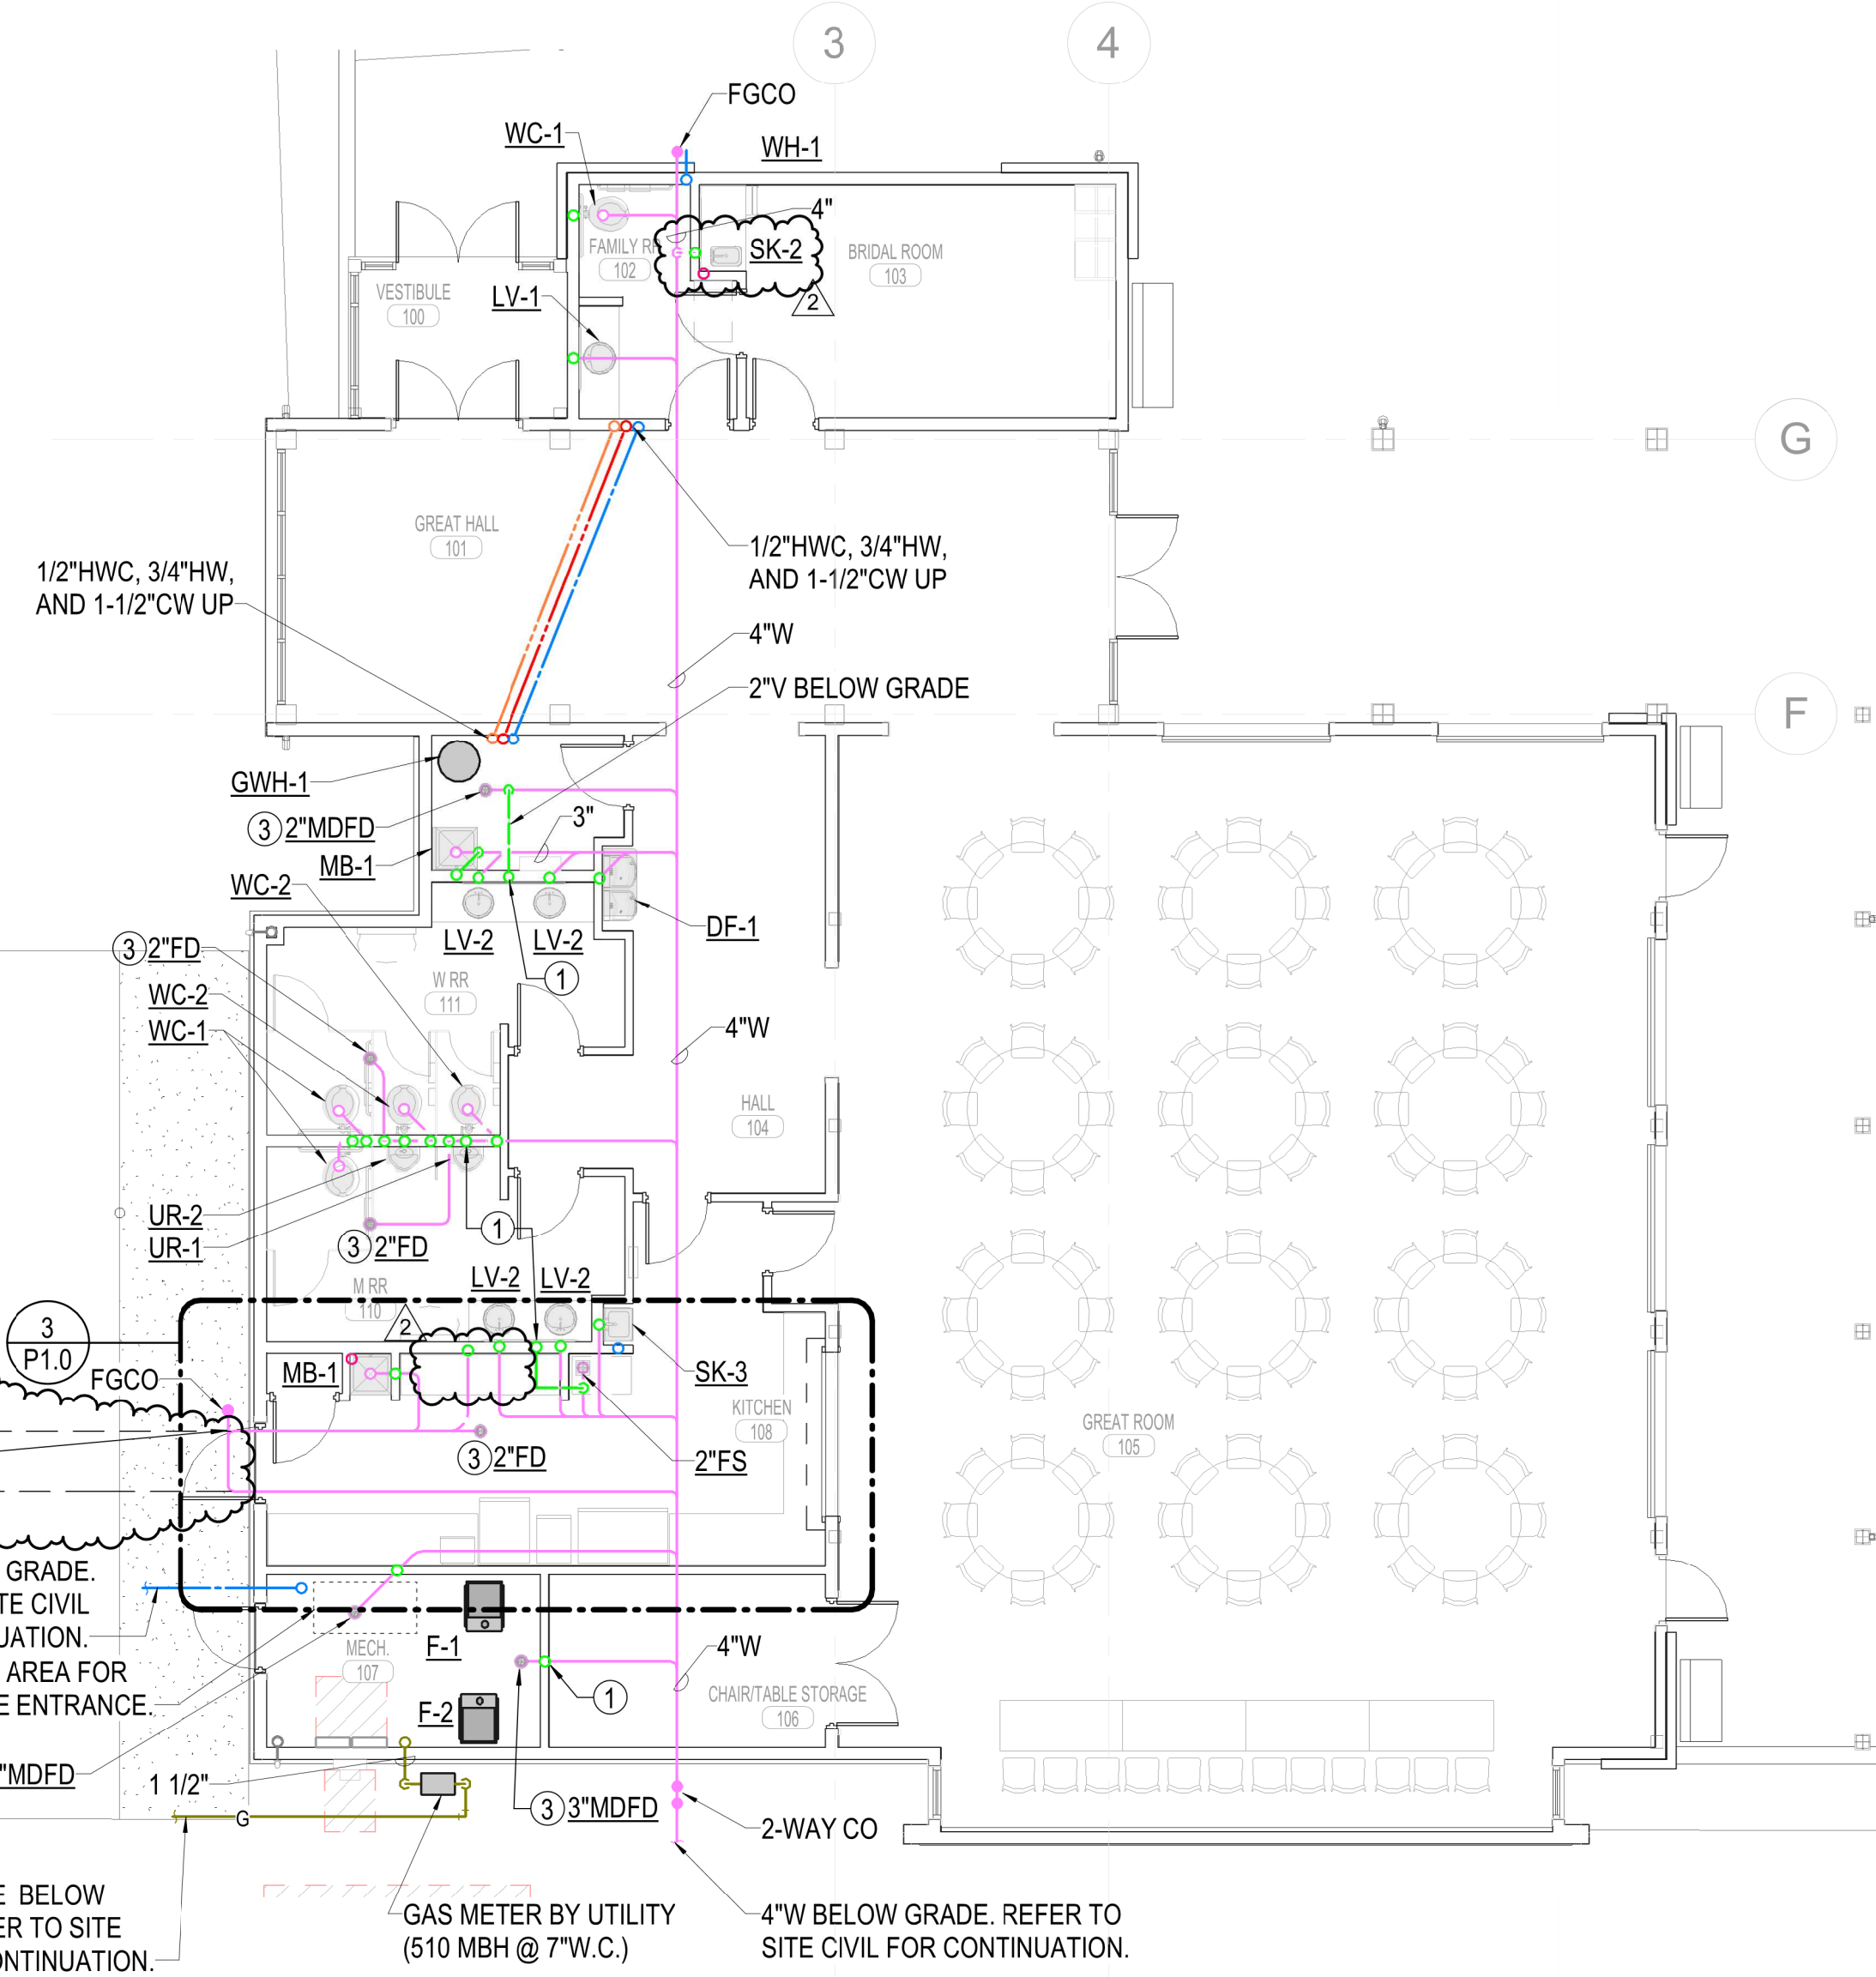 3
4
FGCO
WC-1
WH-1
4"
FAMILY RR
102
SK-2
BRIDAL ROOM
103
VESTIBULE
100
LV-1
2
G
GREAT HALL
101
1/2"HWC, 3/4"HW,
AND 1-1/2"CW UP
1/2"HWC, 3/4"HW,
AND 1-1/2"CW UP
4"W
2"V BELOW GRADE
F
GWH-1
3 2"MDFD
3"
MB-1
WC-2
DF-1
3 2"FD
LV-2
LV-2
1
W RR
111
WC-2
WC-1
4"W
HALL
104
UR-2
UR-1
1
3 2"FD
LV-2
LV-2
M RR
110
2
3
P1.0
FGCO
MB-1
SK-3
KITCHEN
108
GREAT ROOM
105
3 2"FD
2"FS
GRADE.
TE CIVIL
UATION.
AREA FOR
E ENTRANCE.
MECH.
107
F-1
4"W
1
F-2
CHAIR/TABLE STORAGE
106
"MDFD
1 1/2"
3 3"MDFD
G
2-WAY CO
E BELOW
ER TO SITE
ONTINUATION.
GAS METER BY UTILITY
(510 MBH @ 7"W.C.)
4"W BELOW GRADE. REFER TO
SITE CIVIL FOR CONTINUATION.